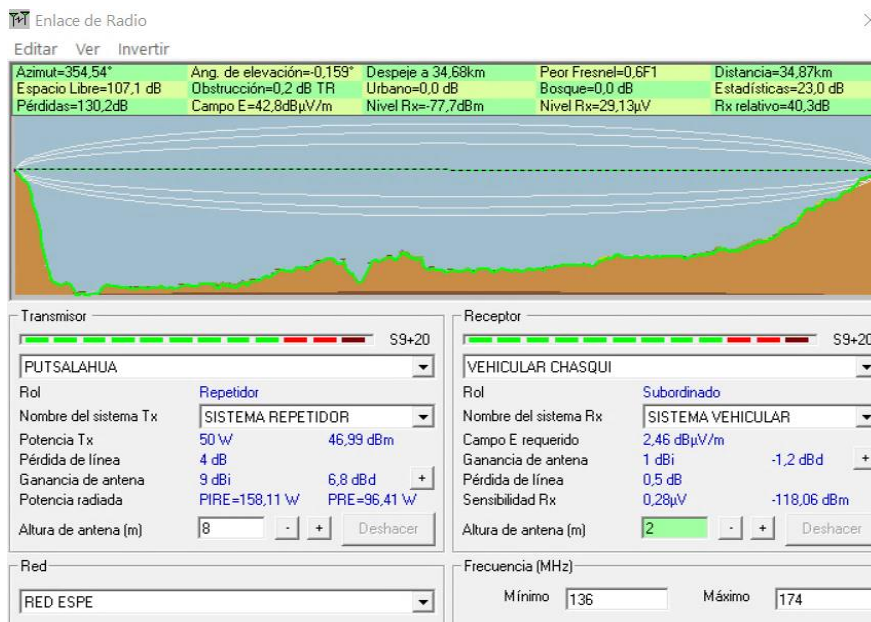 Enlace de Radio
Editar Ver Invertir
Azimut=354,54° Ang. de elevación=-0,159° Despeje a 34,68km Peor Fresnel=0,6F1 Distancia=34,87km
Espacio Libre=107,1 dB Obstrucción=0,2 dB TR Urbano=0,0 dB Bosque=0,0 dB Estadísticas=23,0 dB
Pérdidas=130,2dB Campo E=42,8dBµV/m Nivel Rx=-77,7dBm Nivel Rx=29,13µV Rx relativo=40,3dB
Transmisor
S9+20
PUTSALAHUA
Rol Repetidor
Nombre del sistema Tx SISTEMA REPETIDOR
Potencia Tx 50 W 46,99 dBm
Pérdida de línea 4 dB
Ganancia de antena 9 dBi 6,8 dBd +
Potencia radiada PIRE=158,11 W PRE=96,41 W
Altura de antena (m) 8 - + Deshacer
Red
RED ESPE
Receptor
S9+20
VEHICULAR CHASQUI
Rol Subordinado
Nombre del sistema Rx SISTEMA VEHICULAR
Campo E requerido 2,46 dBµV/m
Ganancia de antena 1 dBi -1,2 dBd +
Pérdida de línea 0,5 dB
Sensibilidad Rx 0,28µV -118,06 dBm
Altura de antena (m) 2 - + Deshacer
Frecuencia (MHz)
Mínimo 136 Máximo 174